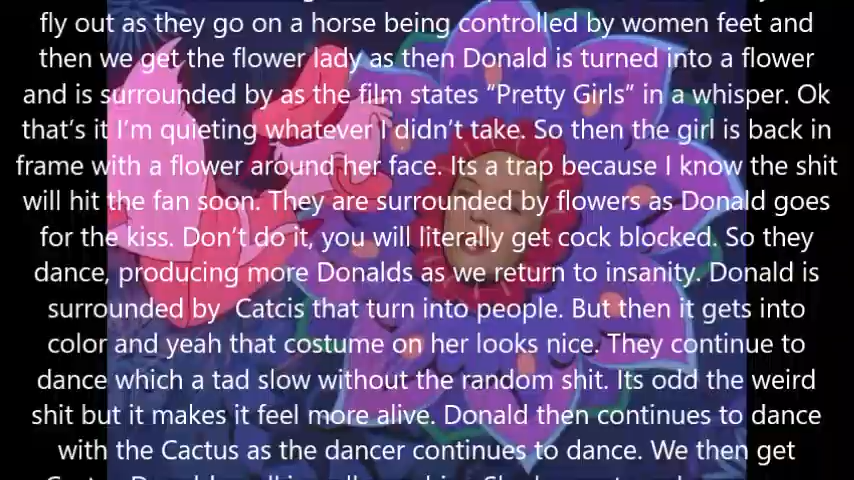 fly out as they go on a horse being controlled by women feet and
then we get the flower lady as then Donald is turned into a flower
and is surrounded by as the film states “Pretty Girls” in a whisper. Ok
that’s it I’m quieting whatever I didn’t take. So then the girl is back in
frame with a flower around her face. Its a trap because I know the shit
will hit the fan soon. They are surrounded by flowers as Donald goes
for the kiss. Don’t do it, you will literally get cock blocked. So they
dance, producing more Donalds as we return to insanity. Donald is
surrounded by  Catcis that turn into people. But then it gets into
color and yeah that costume on her looks nice. They continue to
dance which a tad slow without the random shit. Its odd the weird
shit but it makes it feel more alive. Donald then continues to dance
with the Cactus as the dancer continues to dance. We then get